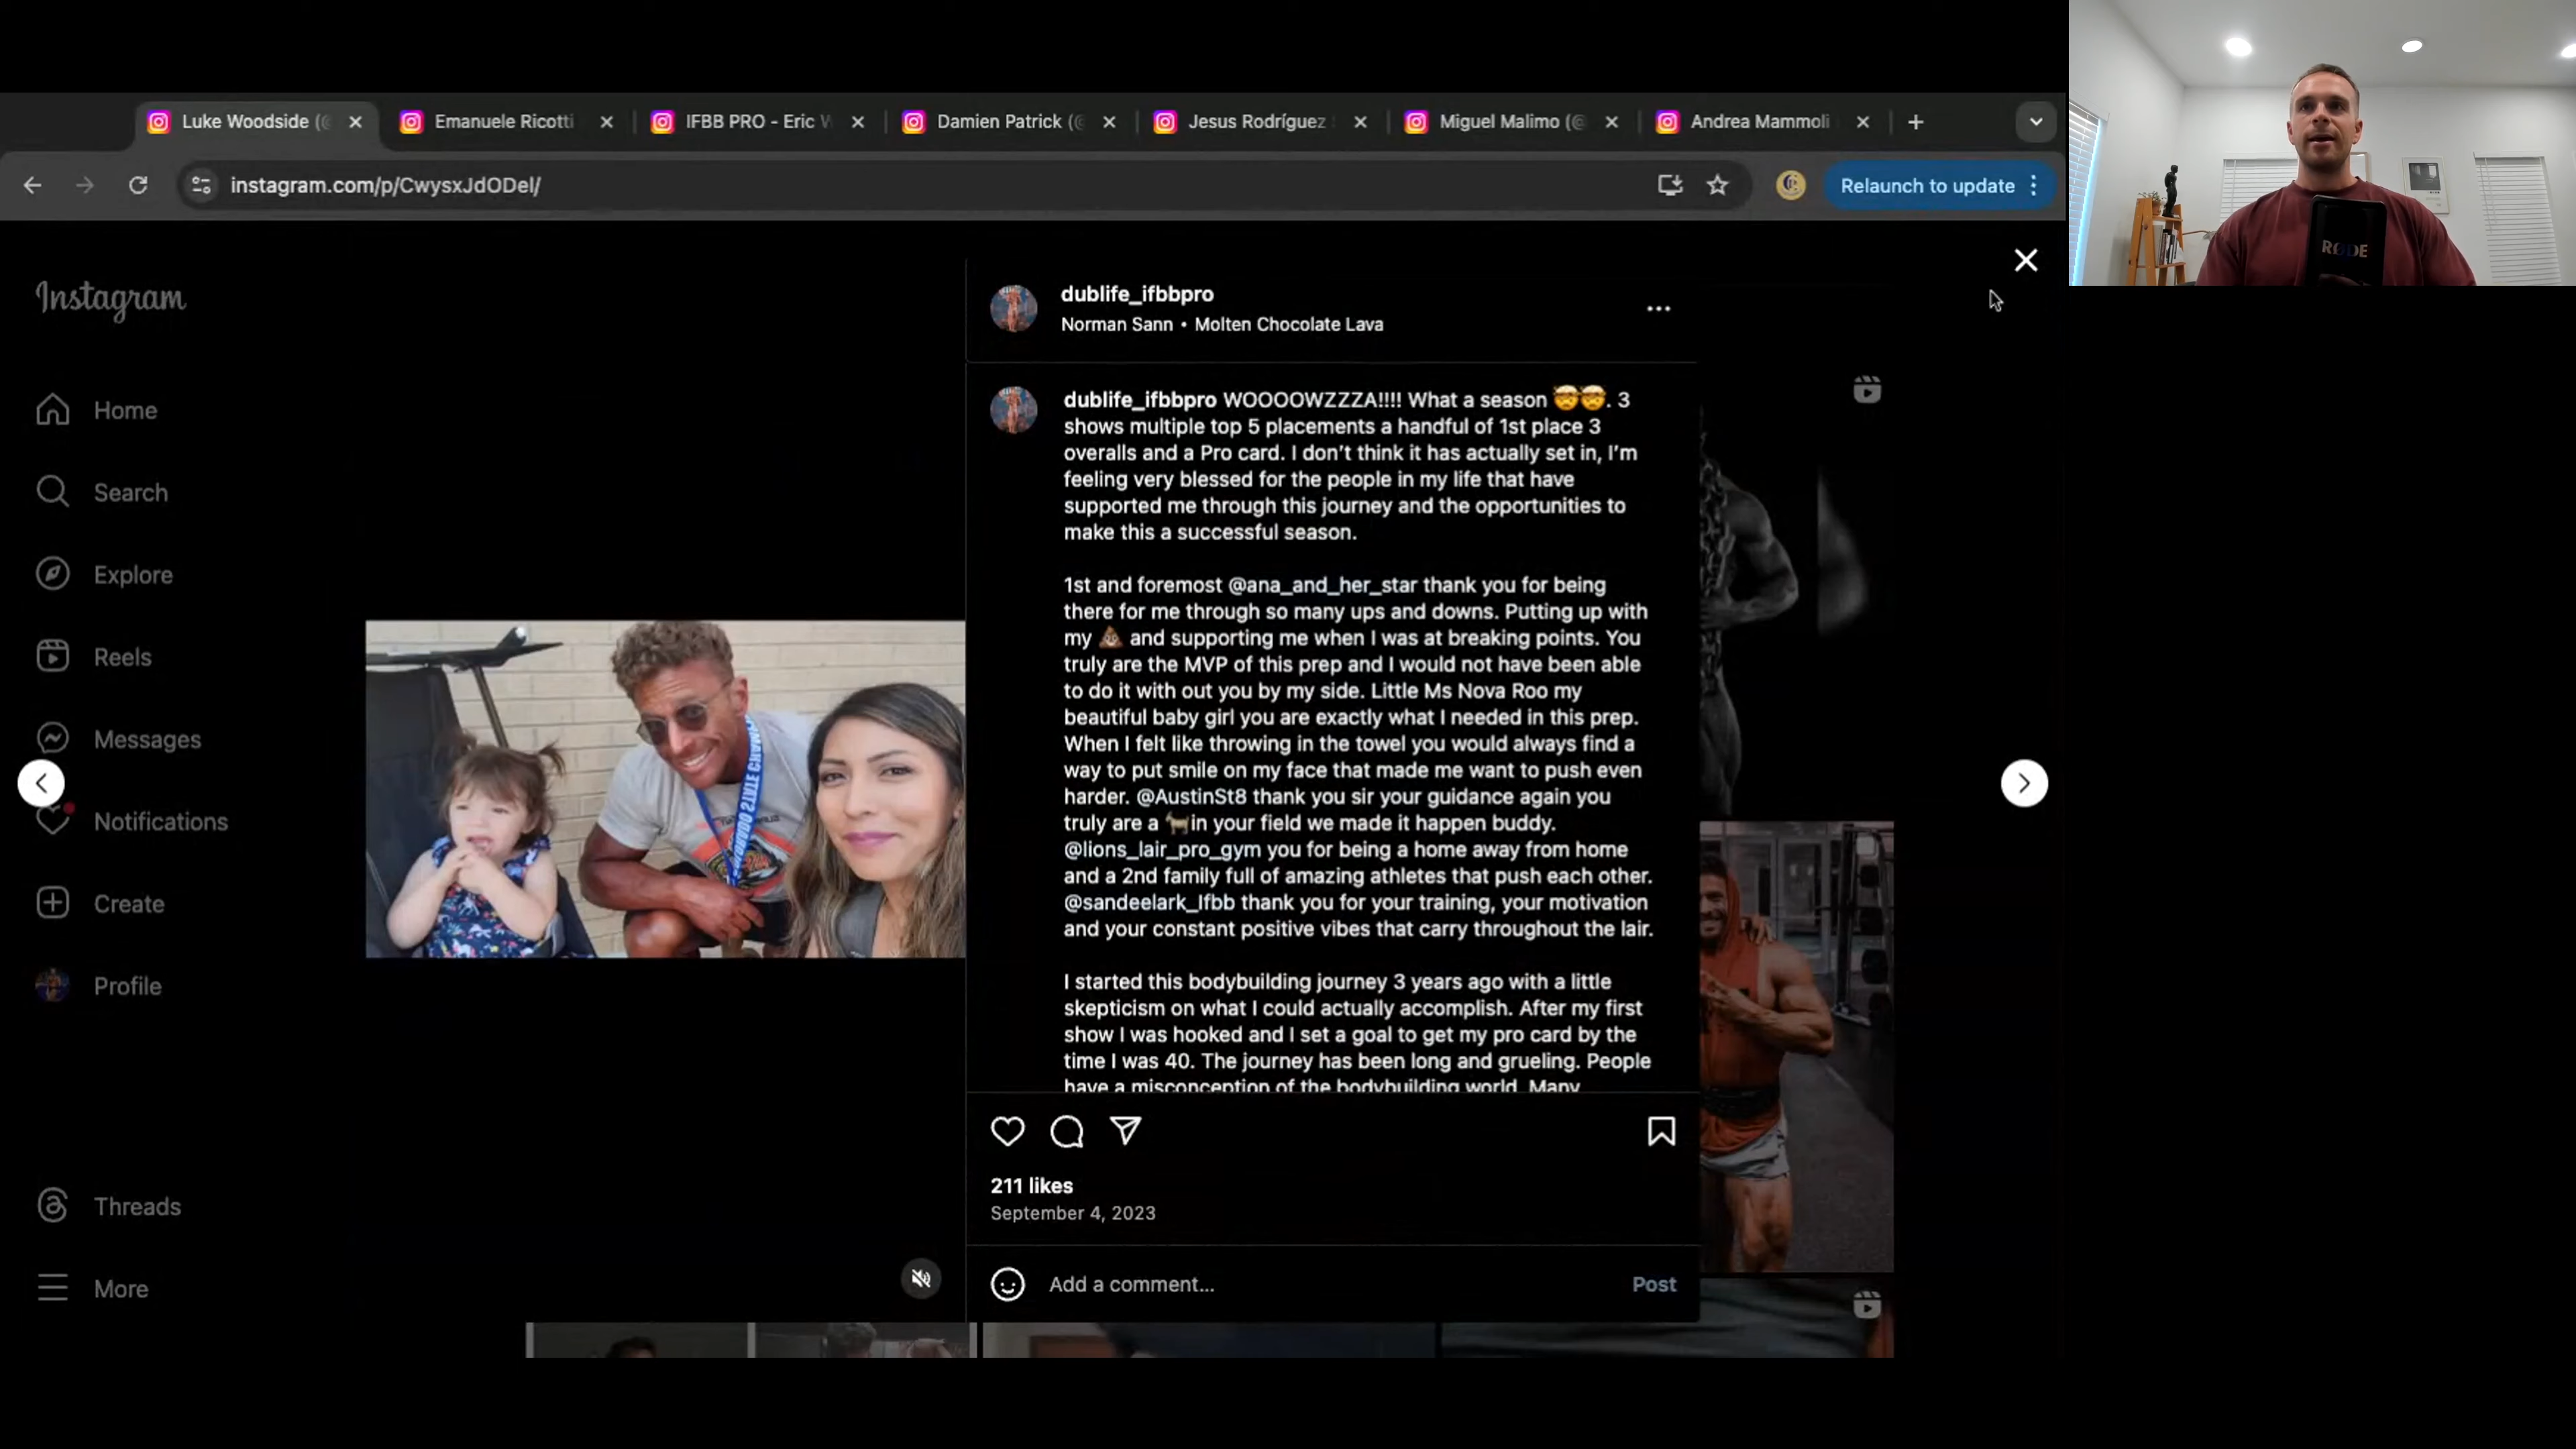 Luke Woodside (@
Emanuele Ricotti
IFBB PRO - Eric W
Damien Patrick (@
Jesus Rodríguez
Miguel Malimo (@
Andrea Mammoli
instagram.com/p/CwysxJdODel/
Relaunch to update
RØDE
Instagram
Home
Search
Explore
Reels
Messages
Notifications
Create
Profile
Threads
More
COLORADO STATE
dublife_ifbbpro
Norman Sann • Molten Chocolate Lava
dublife_ifbbpro WOOOOWZZZA!!!! What a season 🤯🤯. 3
shows multiple top 5 placements a handful of 1st place 3
overalls and a Pro card. I don’t think it has actually set in, I’m
feeling very blessed for the people in my life that have
supported me through this journey and the opportunities to
make this a successful season.
1st and foremost @ana_and_her_star thank you for being
there for me through so many ups and downs. Putting up with
my 💩 and supporting me when I was at breaking points. You
truly are the MVP of this prep and I would not have been able
to do it with out you by my side. Little Ms Nova Roo my
beautiful baby girl you are exactly what I needed in this prep.
When I felt like throwing in the towel you would always find a
way to put smile on my face that made me want to push even
harder. @AustinSt8 thank you sir your guidance again you
truly are a 🐐in your field we made it happen buddy.
@lions_lair_pro_gym you for being a home away from home
and a 2nd family full of amazing athletes that push each other.
@sandeelark_Ifbb thank you for your training, your motivation
and your constant positive vibes that carry throughout the lair.
I started this bodybuilding journey 3 years ago with a little
skepticism on what I could actually accomplish. After my first
show I was hooked and I set a goal to get my pro card by the
time I was 40. The journey has been long and grueling. People
have a misconception of the bodybuilding world. Many
211 likes
September 4, 2023
Add a comment...
Post